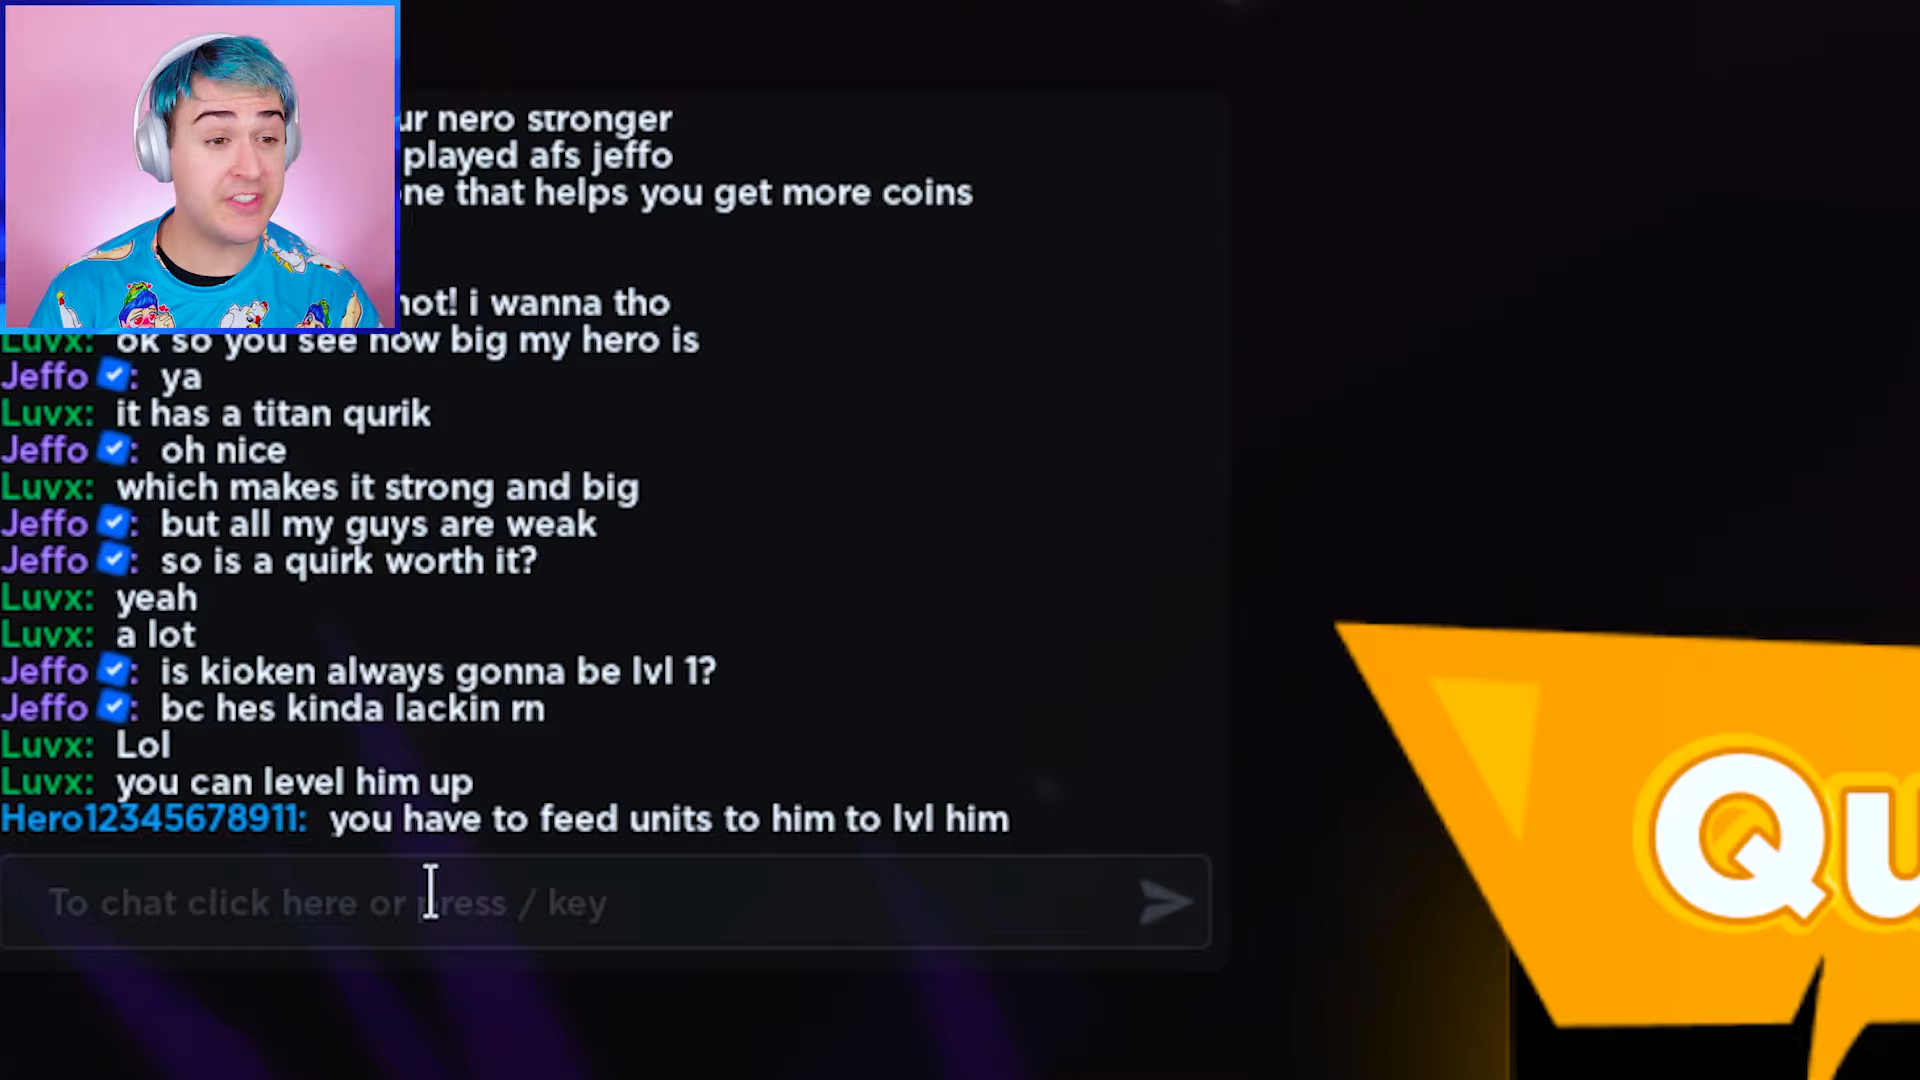 ur hero stronger
played afs jeffo
one that helps you get more coins
not! i wanna tho
Luvx: ok so you see how big my hero is
Jeffo: ya
Luvx: it has a titan qurik
Jeffo: oh nice
Luvx: which makes it strong and big
Jeffo: but all my guys are weak
Jeffo: so is a quirk worth it?
Luvx: yeah
Luvx: a lot
Jeffo: is kioken always gonna be lvl 1?
Jeffo: bc hes kinda lackin rn
Luvx: Lol
Luvx: you can level him up
Hero12345678911: you have to feed units to him to lvl him
To chat click here or press / key
Qu